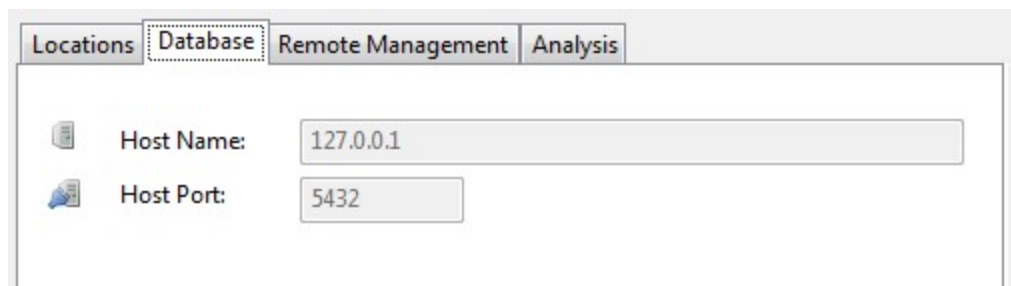 Locations Database Remote Management Analysis
Host Name: 127.0.0.1
Host Port: 5432